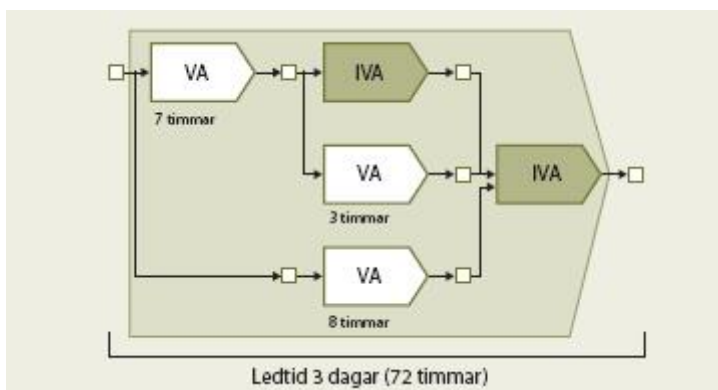 VA
IVA
7 timmar
VA
IVA
3 timmar
VA
8 timmar
Ledtid 3 dagar (72 timmar)